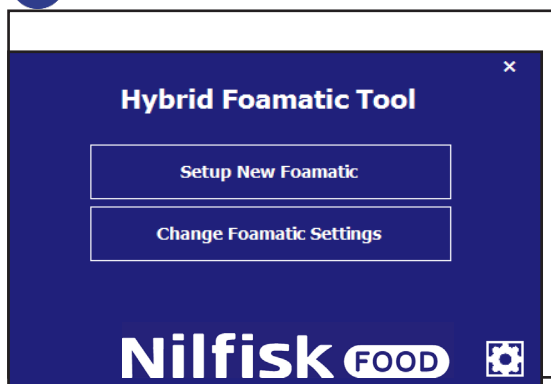 ×
Hybrid Foamatic Tool
Setup New Foamatic
Change Foamatic Settings
Nilfisk FOOD